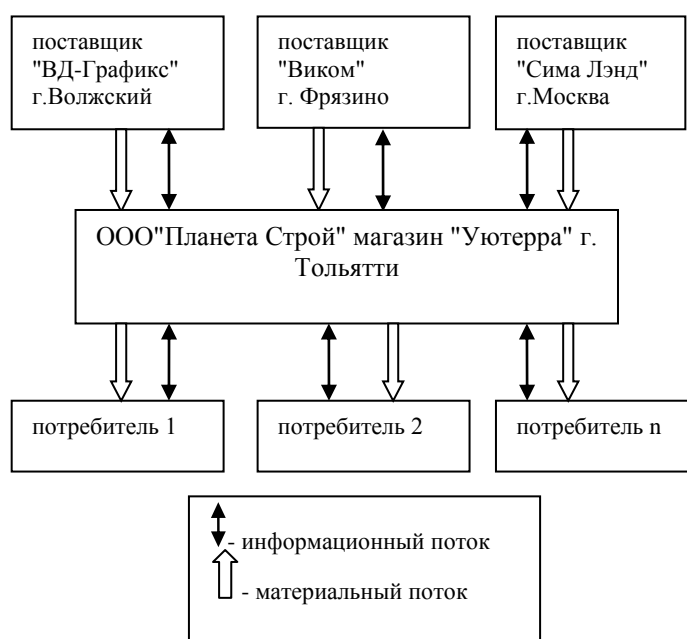 поставщик
"ВД-Графикс"
г.Волжский
поставщик
"Виком"
г. Фрязино
поставщик
"Сима Лэнд"
г.Москва
ООО"Планета Строй" магазин "Уютерра" г.
Тольятти
потребитель 1
потребитель 2
потребитель n
- информационный поток
- материальный поток